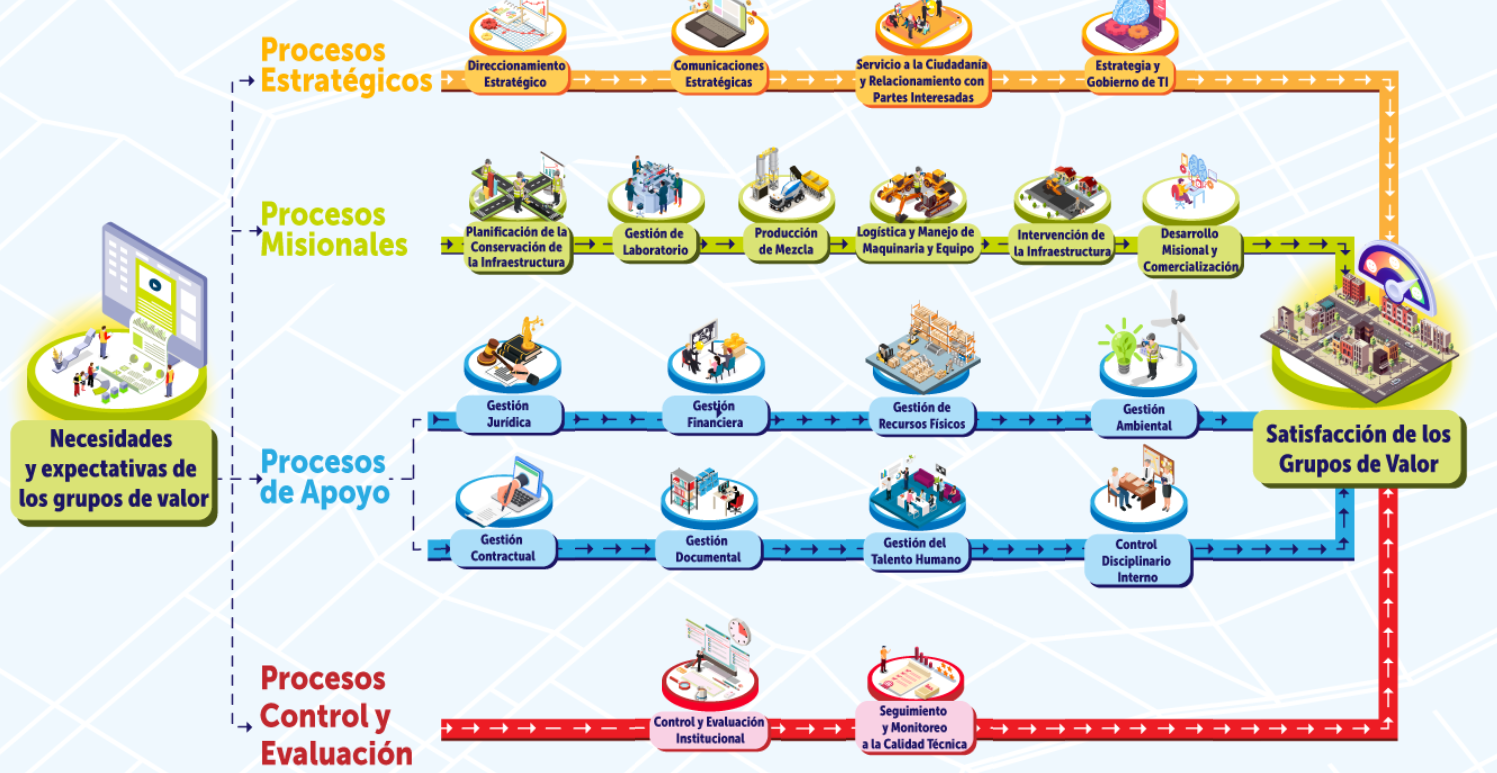 Procesos
Estratégicos
Direccionamiento
Estratégico
Comunicaciones
Estratégicas
Servicio a la Ciudadanía
y Relacionamiento con
Partes Interesadas
Estrategia y
Gobierno de TI
Procesos
Misionales
Planificación de la
Conservación de
la Infraestructura
Gestión de
Laboratorio
Producción
de Mezcla
Logística y Manejo de
Maquinaria y Equipo
Intervención de
la Infraestructura
Desarrollo
Misional y
Comercialización
Necesidades
y expectativas de
los grupos de valor
Procesos
de Apoyo
Gestión
Jurídica
Gestión
Financiera
Gestión de
Recursos Físicos
Gestión
Ambiental
Gestión
Contractual
Gestión
Documental
Gestión del
Talento Humano
Control
Disciplinario
Interno
Satisfacción de los
Grupos de Valor
Procesos
Control y
Evaluación
Control y Evaluación
Institucional
Seguimiento
y Monitoreo
a la Calidad Técnica